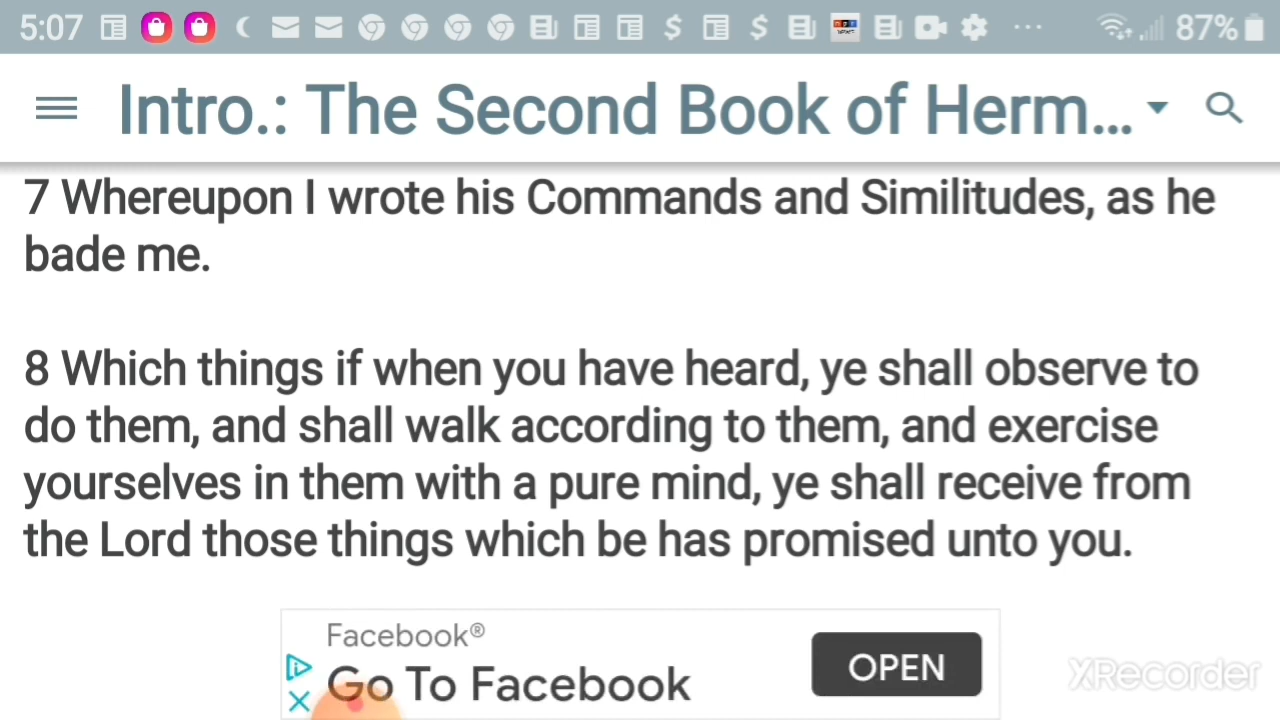 5:07 87%
Intro.: The Second Book of Herm...
7 Whereupon I wrote his Commands and Similitudes, as he
bade me.
8 Which things if when you have heard, ye shall observe to
do them, and shall walk according to them, and exercise
yourselves in them with a pure mind, ye shall receive from
the Lord those things which be has promised unto you.
Facebook®
Go To Facebook
OPEN
XRecorder